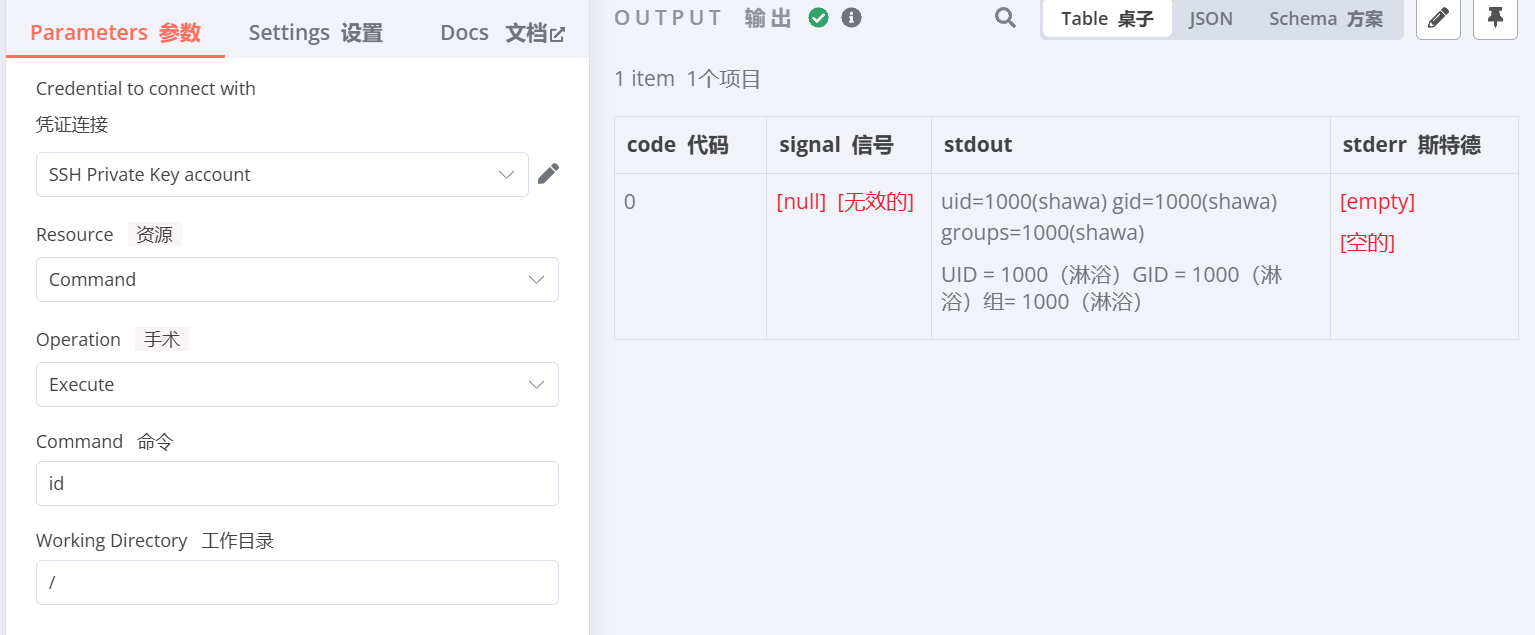 Parameters 参数 Settings 设置 Docs 文档
Credential to connect with
凭证连接
SSH Private Key account
Resource 资源
Command
Operation 手术
Execute
Command 命令
id
Working Directory 工作目录
/
OUTPUT 输出
Table 桌子 JSON Schema 方案
1 item 1个项目
code 代码 signal 信号 stdout stderr 斯特德
0
[null] [无效的]
uid=1000(shawa) gid=1000(shawa)
groups=1000(shawa)
UID = 1000（淋浴）GID = 1000（淋
浴）组= 1000（淋浴）
[empty]
[空的]